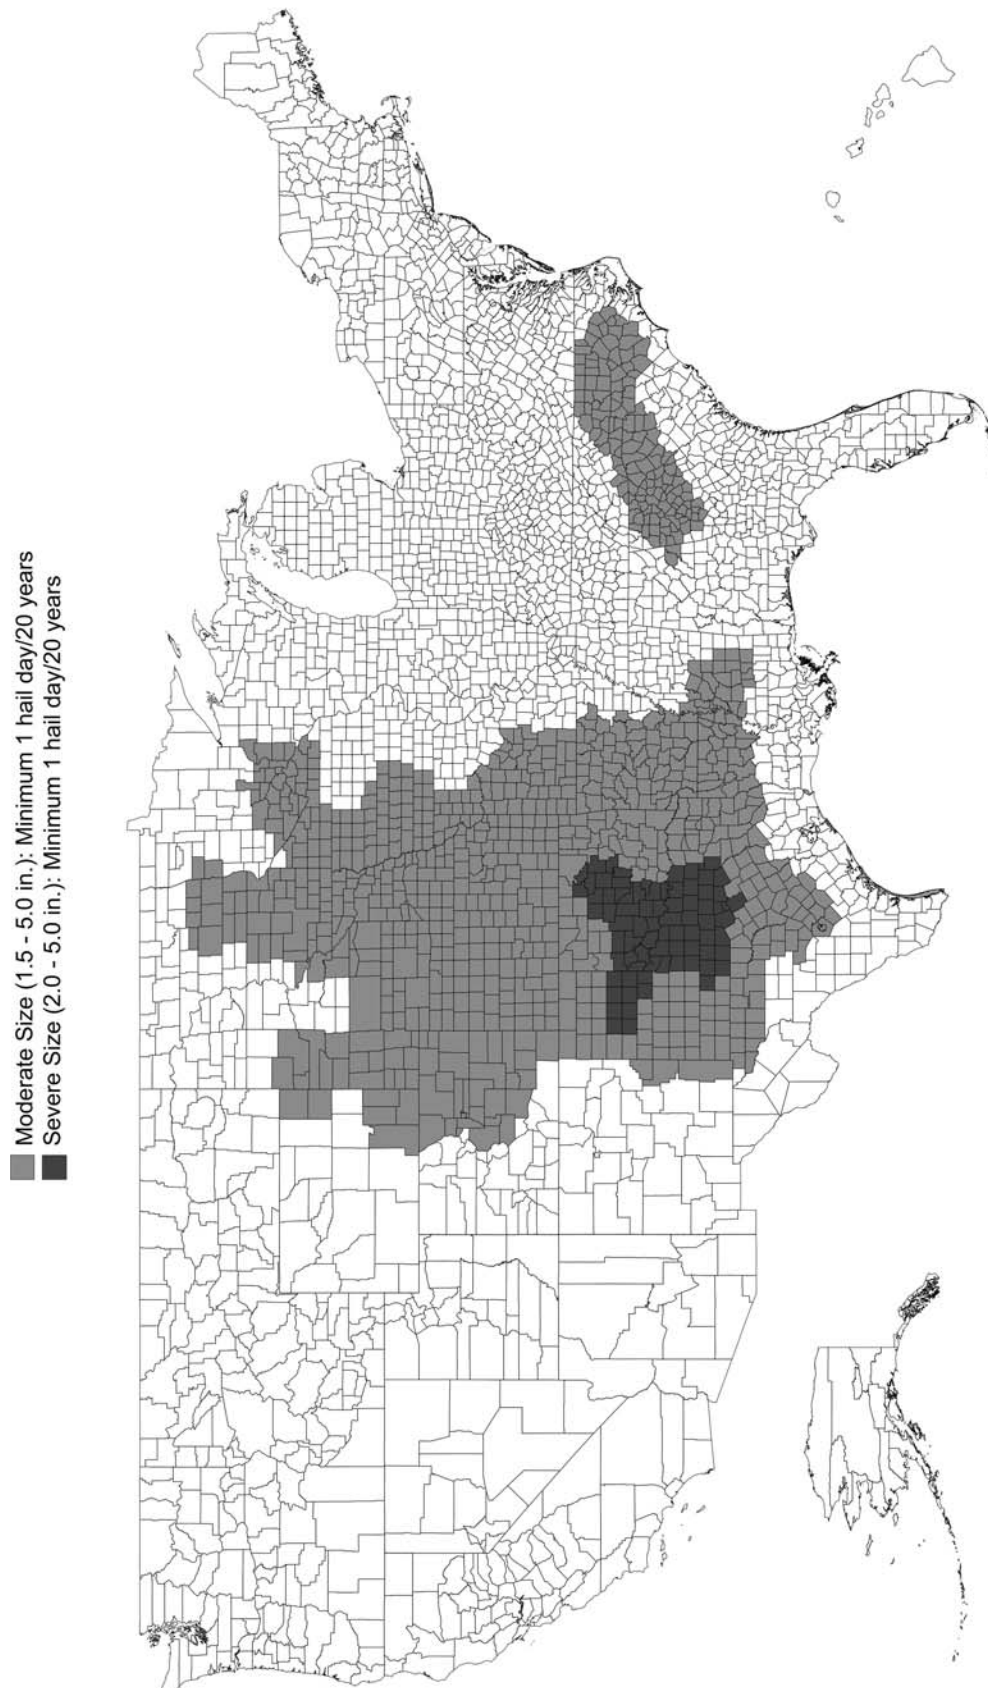 Moderate Size (1.5 - 5.0 in.): Minimum 1 hail day/20 years
Severe Size (2.0 - 5.0 in.): Minimum 1 hail day/20 years